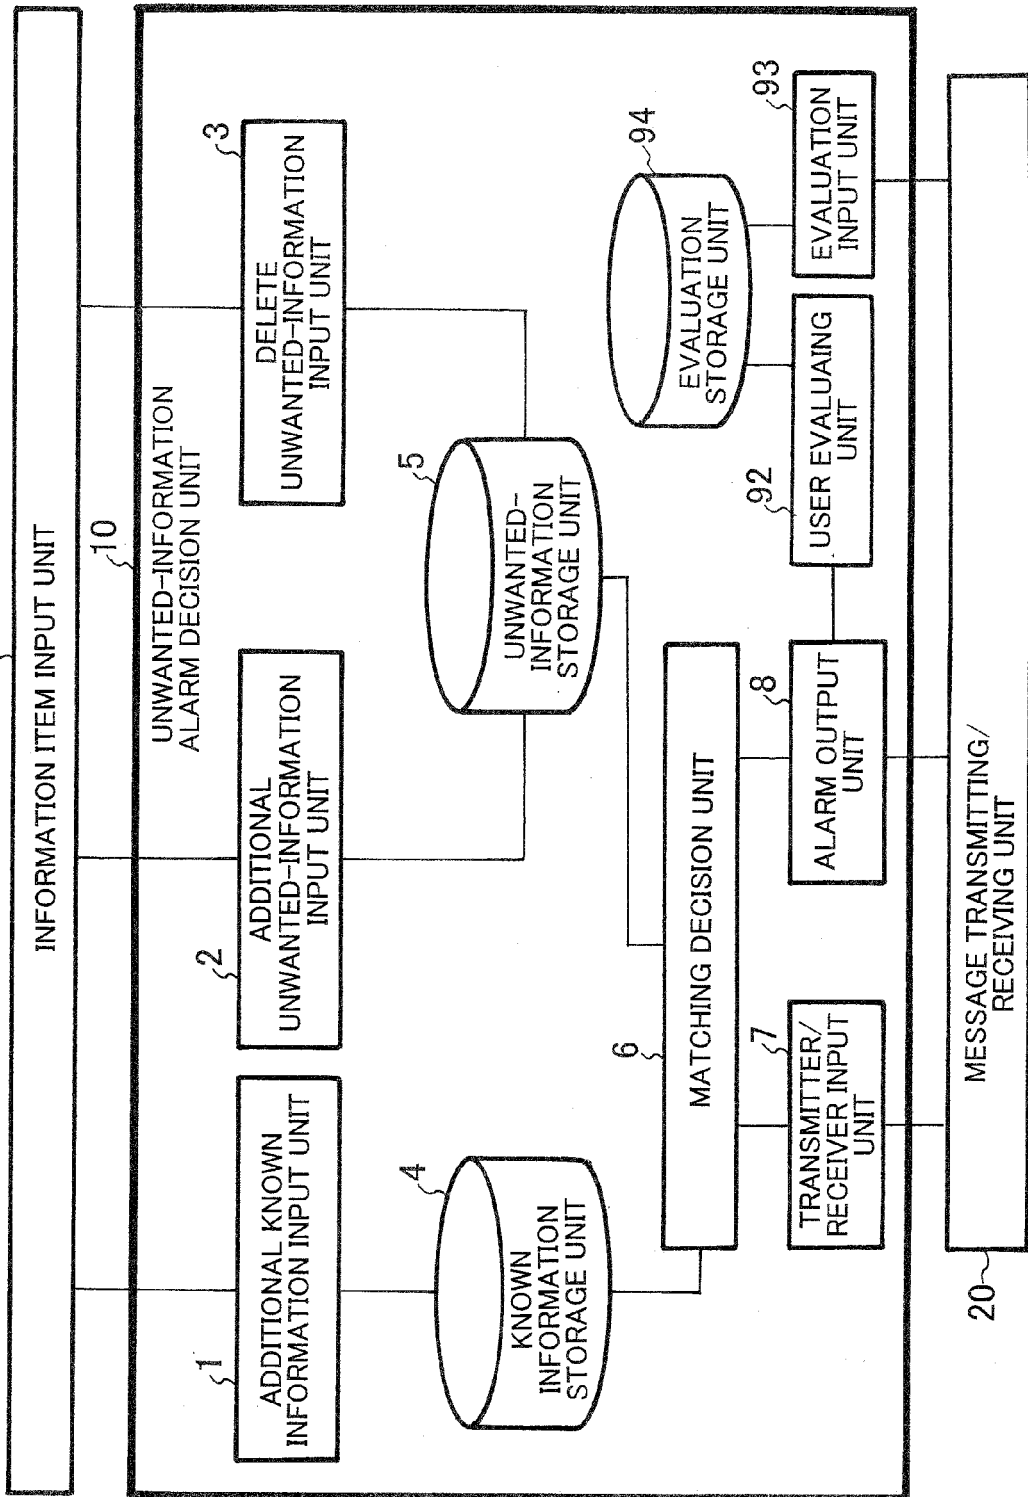 INFORMATION ITEM INPUT UNIT
10
UNWANTED-INFORMATION
ALARM DECISION UNIT
1
ADDITIONAL KNOWN
INFORMATION INPUT UNIT
2
ADDITIONAL
UNWANTED-INFORMATION
INPUT UNIT
3
DELETE
UNWANTED-INFORMATION
INPUT UNIT
4
KNOWN
INFORMATION
STORAGE UNIT
5
UNWANTED-
INFORMATION
STORAGE UNIT
94
EVALUATION
STORAGE UNIT
6
MATCHING DECISION UNIT
7
TRANSMITTER/
RECEIVER INPUT
UNIT
8
ALARM OUTPUT
UNIT
92
USER EVALUAING
UNIT
93
EVALUATION
INPUT UNIT
20
MESSAGE TRANSMITTING/
RECEIVING UNIT